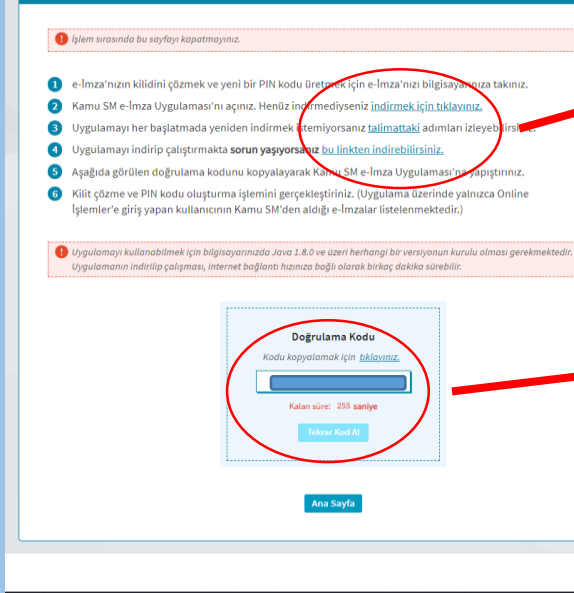 İşlem sırasında bu sayfayı kapatmayınız.
1 e-İmza'nızın kilidini çözmek ve yeni bir PIN kodu üretmek için e-İmza'nızı bilgisayarınıza takınız.
2 Kamu SM e-İmza Uygulaması'nı açınız. Henüz indirmediyseniz indirmek için tıklayınız.
3 Uygulamayı her başlatmada yeniden indirmek istemiyorsanız talimattaki adımları izleyebilirsiniz.
4 Uygulamayı indirip çalıştırmakta sorun yaşıyorsanız bu linkten indirebilirsiniz.
5 Aşağıda görülen doğrulama kodunu kopyalayarak Kamu SM e-İmza Uygulaması'na yapıştırınız.
6 Kilit çözme ve PIN kodu oluşturma işlemini gerçekleştiriniz. (Uygulama üzerinde yalnızca Online
İşlemler'e giriş yapan kullanıcının Kamu SM'den aldığı e-İmzalar listelenmektedir.)
Uygulamayı kullanabilmek için bilgisayarınızda Java 1.8.0 ve üzeri herhangi bir versiyonun kurulu olması gerekmektedir.
Uygulamanın indirilip çalışması, internet bağlantı hızınıza bağlı olarak birkaç dakika sürebilir.
Doğrulama Kodu
Kodu kopyalamak için tıklayınız.
Kalan süre: 255 saniye
Tekrar Kod Al
Ana Sayfa